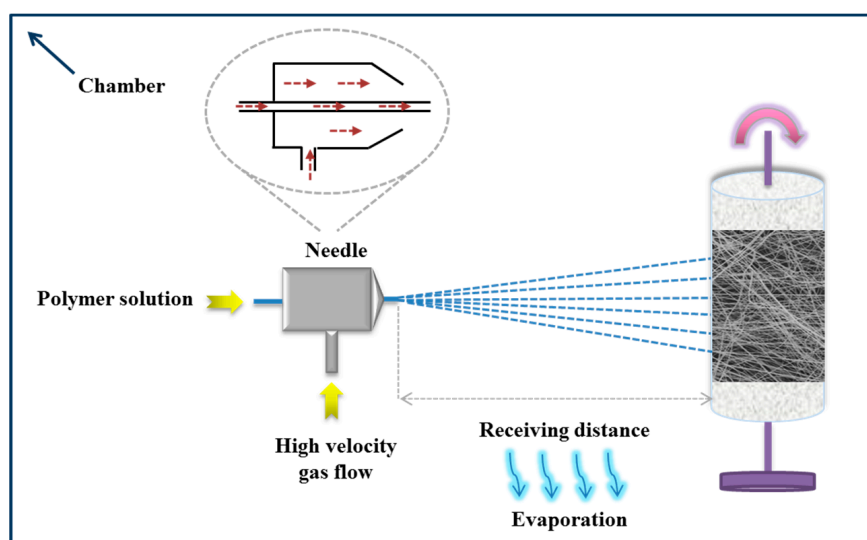 Chamber
Needle
Polymer solution
High velocity
gas flow
Receiving distance
Evaporation